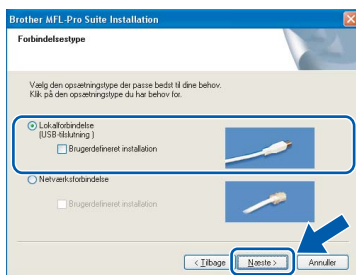 Brother MFL-Pro Suite Installation
Forbindelsestype
Vælg den opsætningstype der passe bedst til dine behov.
Klik på den opsætningstype du har behov for.
Lokalforbindelse
(USB-tilslutning )
Brugerdefineret installation
Netværksforbindelse
Brugerdefineret installation
< Tilbage
Næste >
Annuller